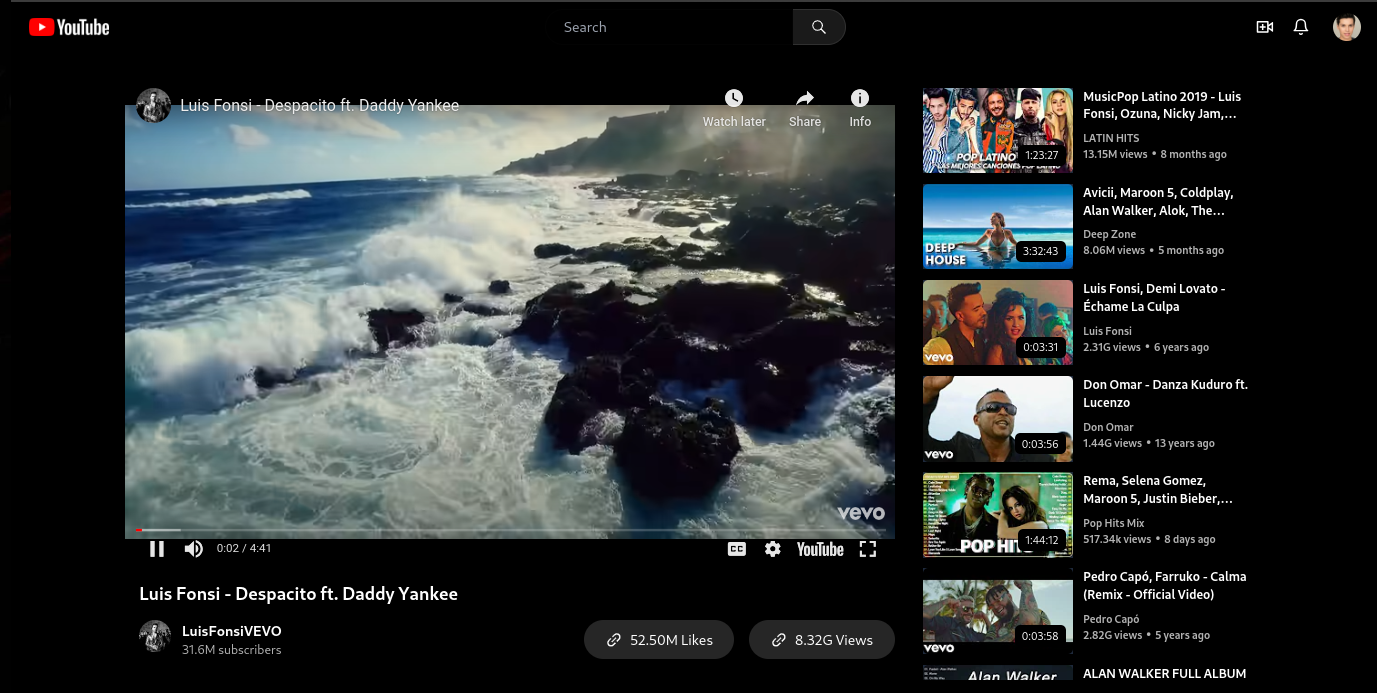 YouTube
Search
Luis Fonsi - Despacito ft. Daddy Yankee
Watch later
Share
Info
vevo
0:02 / 4:41
CC
YouTube
Luis Fonsi - Despacito ft. Daddy Yankee
LuisFonsiVEVO
31.6M subscribers
52.50M Likes
8.32G Views
POP LATINO
1:23:27
MusicPop Latino 2019 - Luis
Fonsi, Ozuna, Nicky Jam,...
LATIN HITS
13.15M views • 8 months ago
DEEP
HOUSE
3:32:43
Avicii, Maroon 5, Coldplay,
Alan Walker, Alok, The...
Deep Zone
8.06M views • 5 months ago
vevo
0:03:31
Luis Fonsi, Demi Lovato -
Échame La Culpa
Luis Fonsi
2.31G views • 6 years ago
vevo
0:03:56
Don Omar - Danza Kuduro ft.
Lucenzo
Don Omar
1.44G views • 13 years ago
POP HIT
1:44:12
Rema, Selena Gomez,
Maroon 5, Justin Bieber,...
Pop Hits Mix
517.34k views • 8 days ago
vevo
0:03:58
Pedro Capó, Farruko - Calma
(Remix - Official Video)
Pedro Capó
2.82G views • 5 years ago
Alan Walker
ALAN WALKER FULL ALBUM